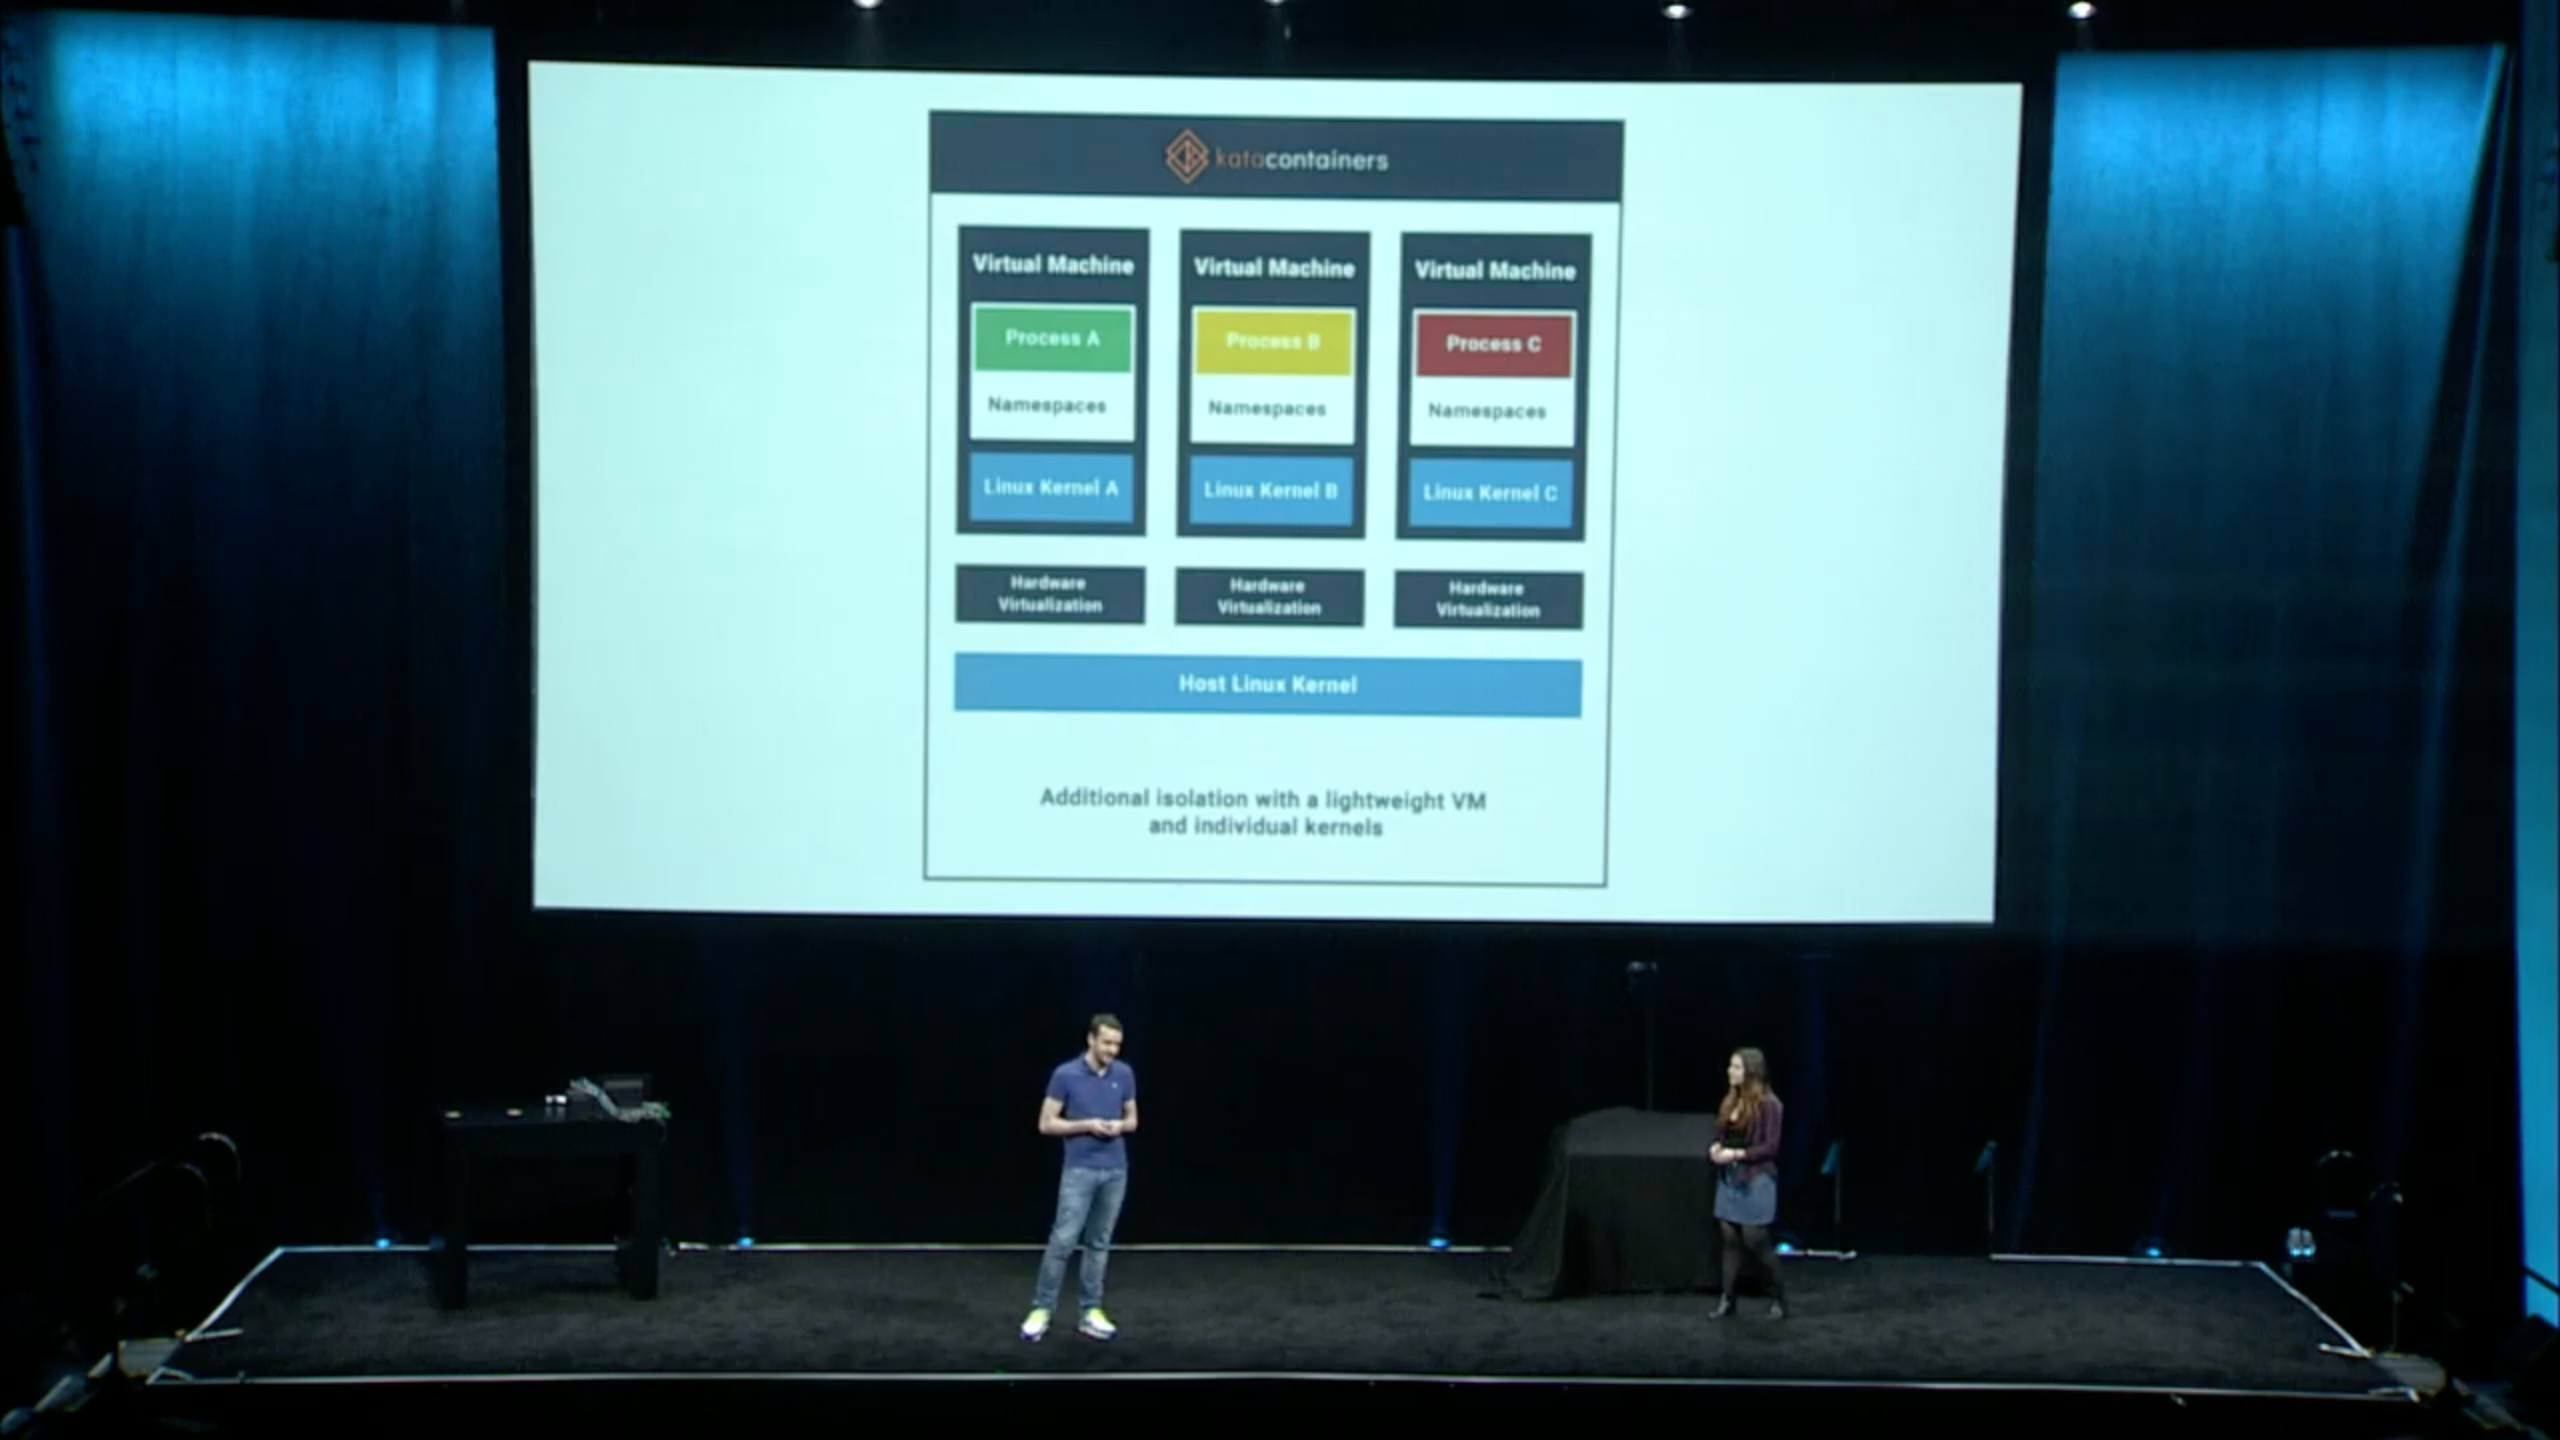 katacontainers
Virtual Machine
Process A
Namespaces
Linux Kernel A
Virtual Machine
Process B
Namespaces
Linux Kernel B
Virtual Machine
Process C
Namespaces
Linux Kernel C
Hardware
Virtualization
Hardware
Virtualization
Hardware
Virtualization
Host Linux Kernel
Additional isolation with a lightweight VM
and individual kernels